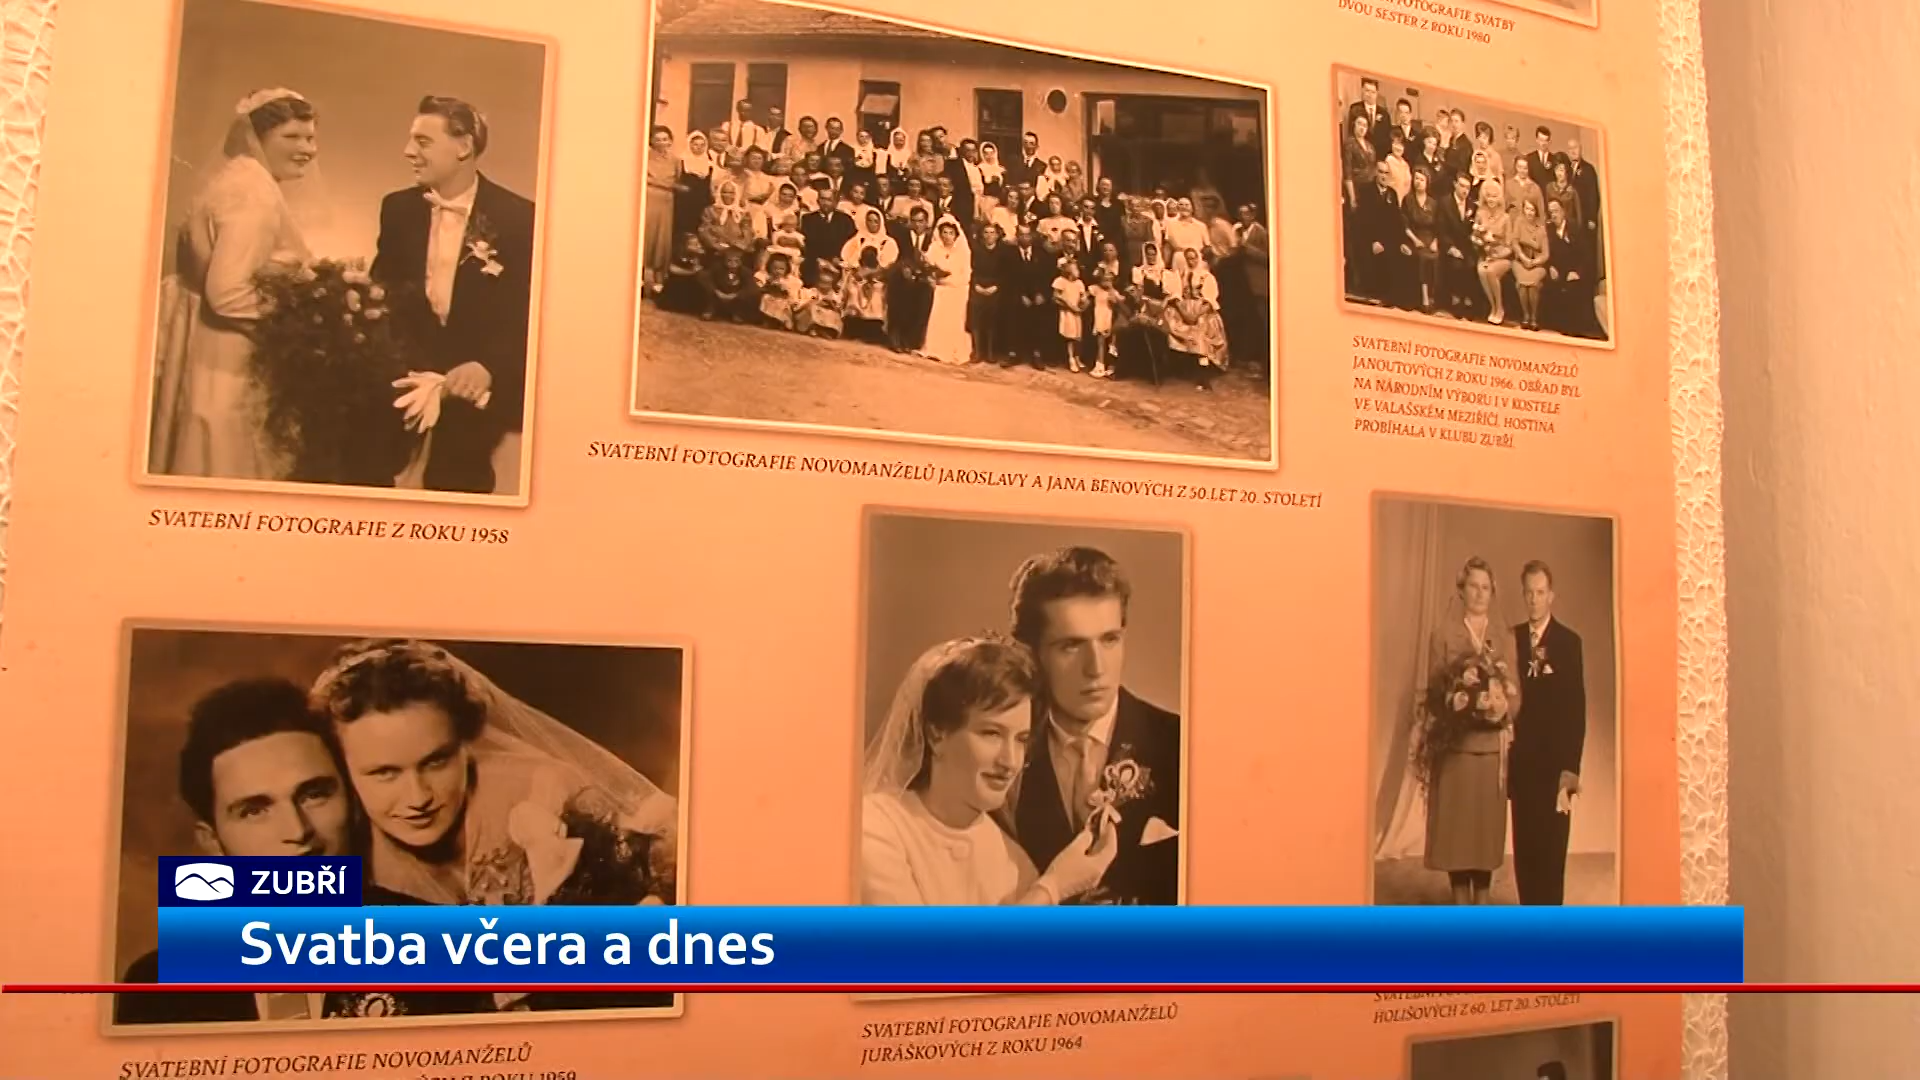 FOTOGRAFIE SVATBY
DVOU SESTER Z ROKU 1980
SVATEBNÍ FOTOGRAFIE NOVOMANŽELŮ
JANOUTOVÝCH Z ROKU 1966. OBŘAD BYL
NA NÁRODNÍM VÝBORU I V KOSTELE
VE VALAŠSKÉM MEZIŘÍČÍ. HOSTINA
PROBÍHALA V KLUBU ZUBŘÍ.
SVATEBNÍ FOTOGRAFIE NOVOMANŽELŮ JAROSLAVY A JANA BENOVÝCH Z 50.LET 20. STOLETÍ
SVATEBNÍ FOTOGRAFIE Z ROKU 1958
ZUBŘÍ
Svatba včera a dnes
HOLIŠOVÝCH Z 60. LET 20. STOLETÍ
SVATEBNÍ FOTOGRAFIE NOVOMANŽELŮ
JURÁŠKOVÝCH Z ROKU 1964
SVATEBNÍ FOTOGRAFIE NOVOMANŽELŮ
Z ROKU 1959